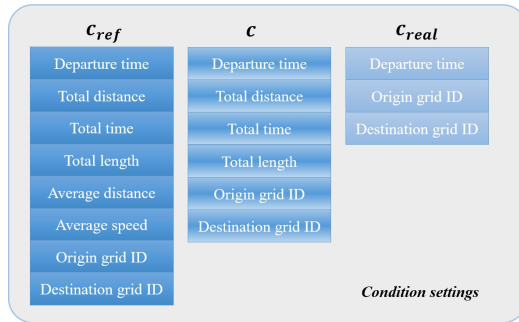 c_ref
Departure time
Total distance
Total time
Total length
Average distance
Average speed
Origin grid ID
Destination grid ID
c
Departure time
Total distance
Total time
Total length
Origin grid ID
Destination grid ID
c_real
Departure time
Origin grid ID
Destination grid ID
Condition settings